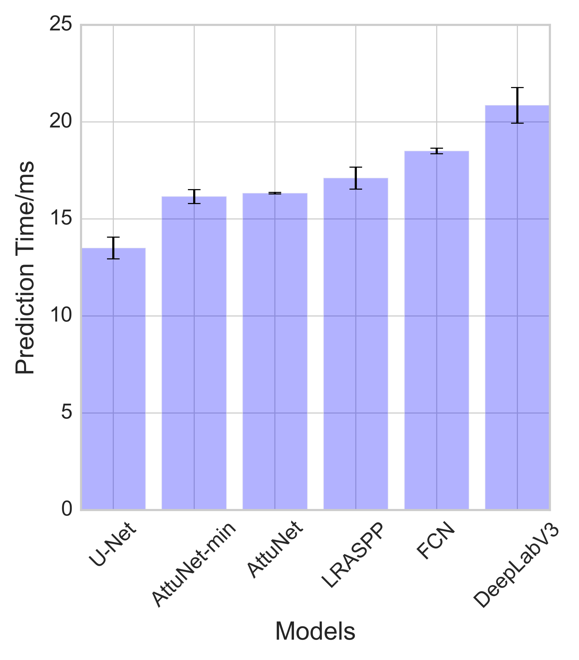 25
20
15
10
5
0
Prediction Time/ms
U-Net
AttuNet-min
AttuNet
LRASPP
FCN
DeepLabV3
Models